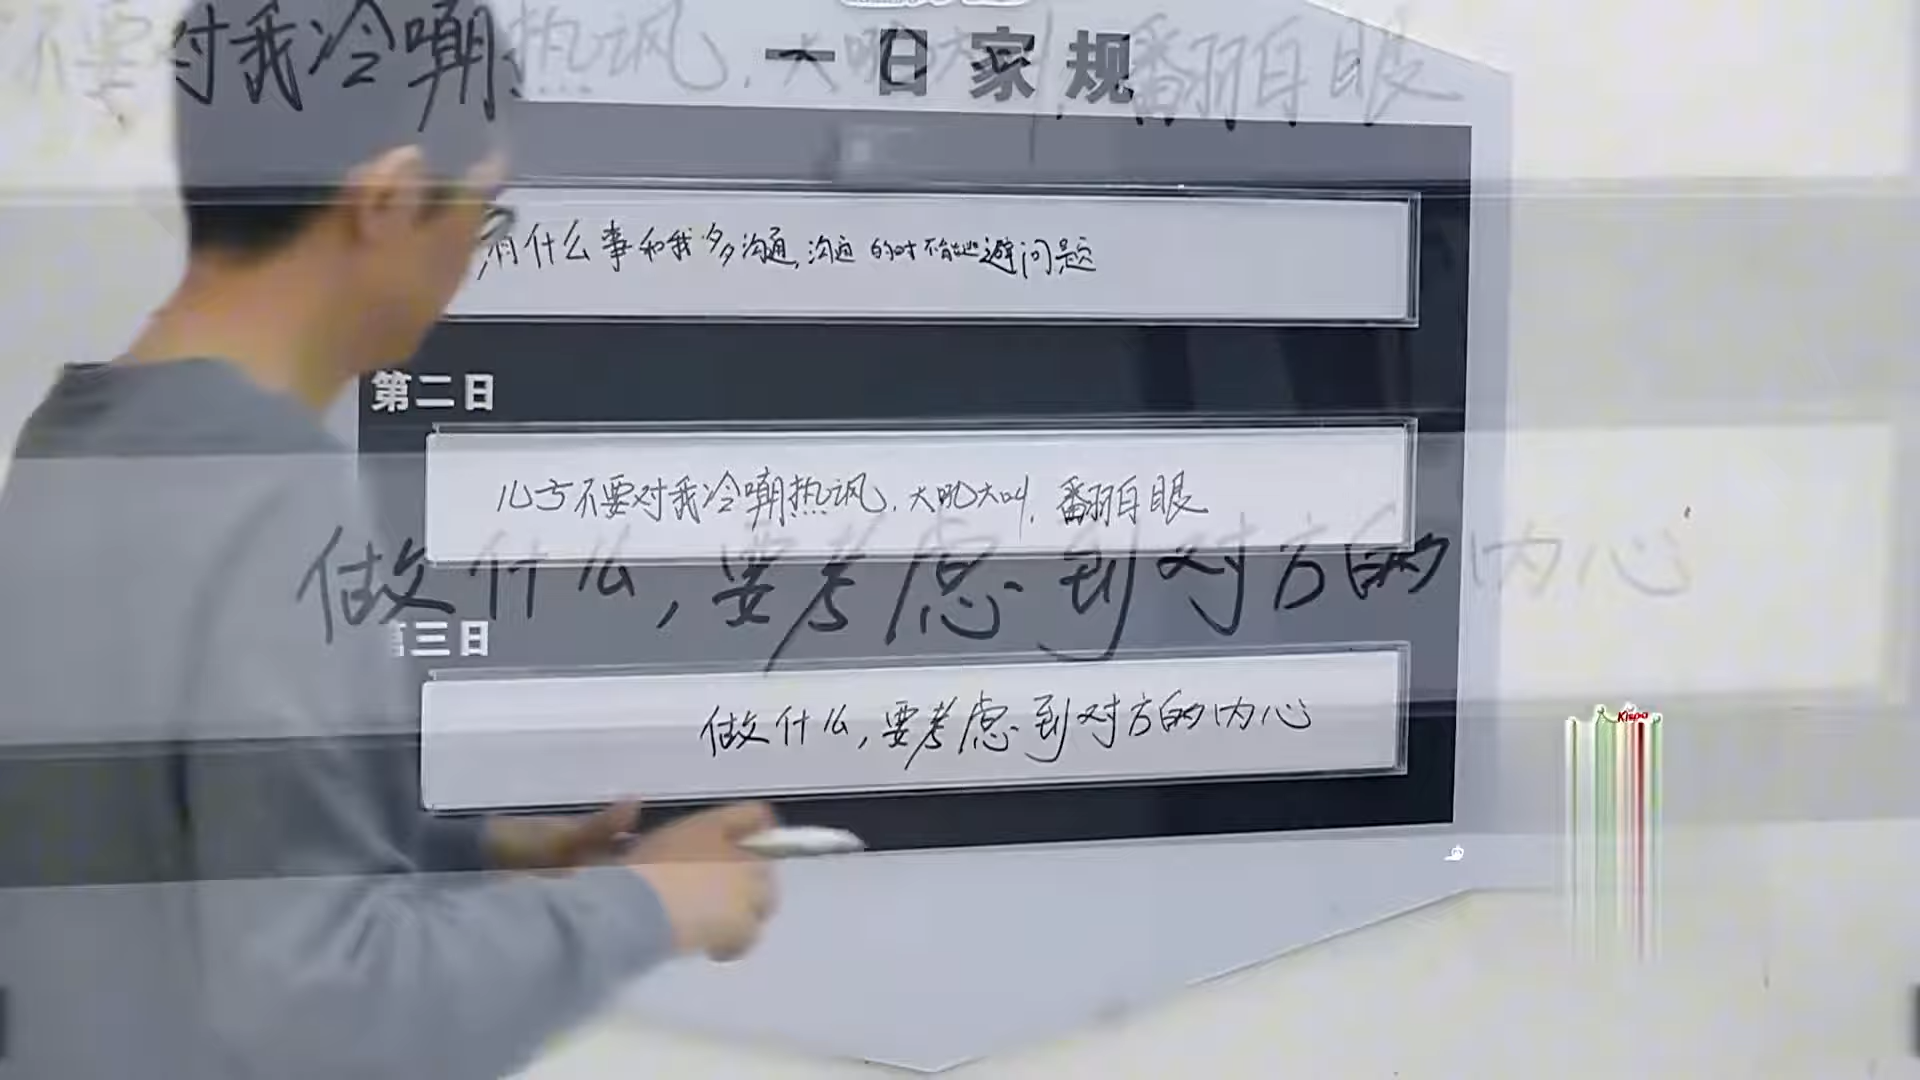 不要对我冷嘲热讽,大吼大叫,翻白眼
一日家规
有什么事和我多沟通,沟通的时不能逃避问题
第二日
儿子不要对我冷嘲热讽,大吼大叫,翻白眼
做什么,要考虑到对方的内心
第三日
做什么,要考虑到对方的内心
Kispa